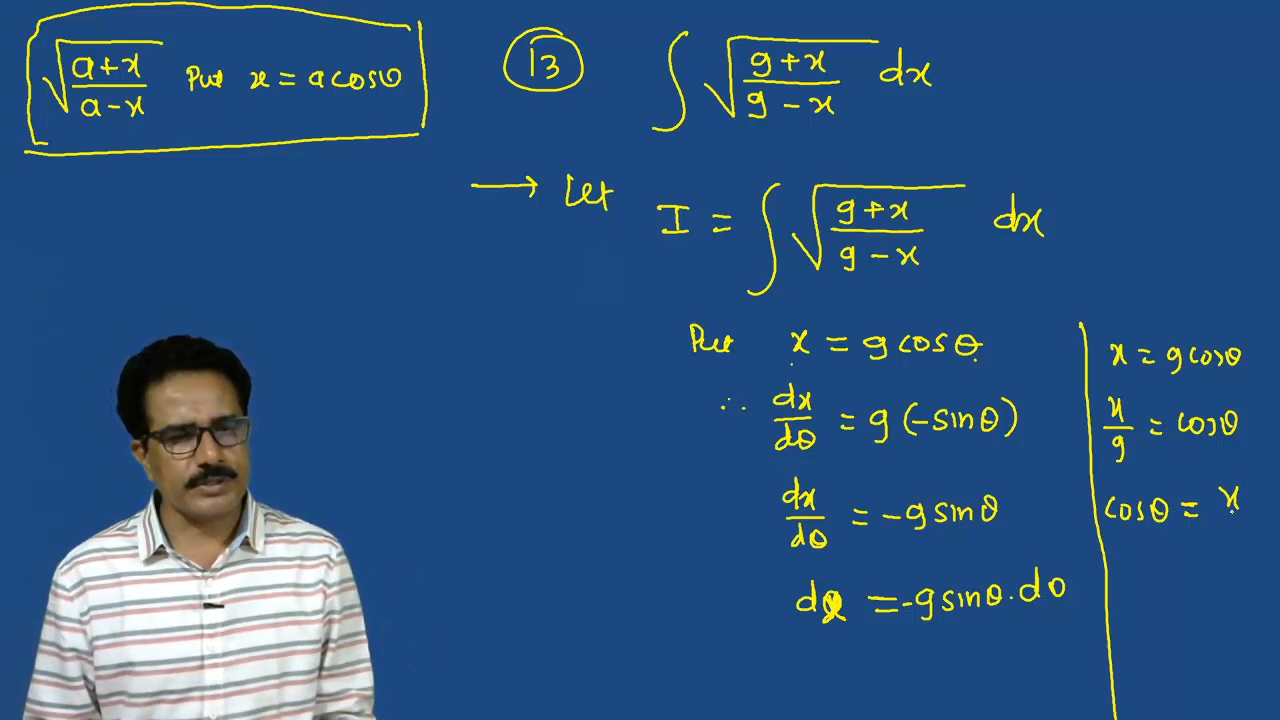 √((a+x)/(a-x)) Put x = a cosθ
13 ∫ √((9+x)/(9-x)) dx
→ Let I = ∫ √((9+x)/(9-x)) dx
Put x = 9 cosθ
∴ dx/dθ = 9 (-sinθ)
dx/dθ = -9 sinθ
dx = -9 sinθ. dθ
x = 9 cosθ
x/9 = cosθ
cosθ = x